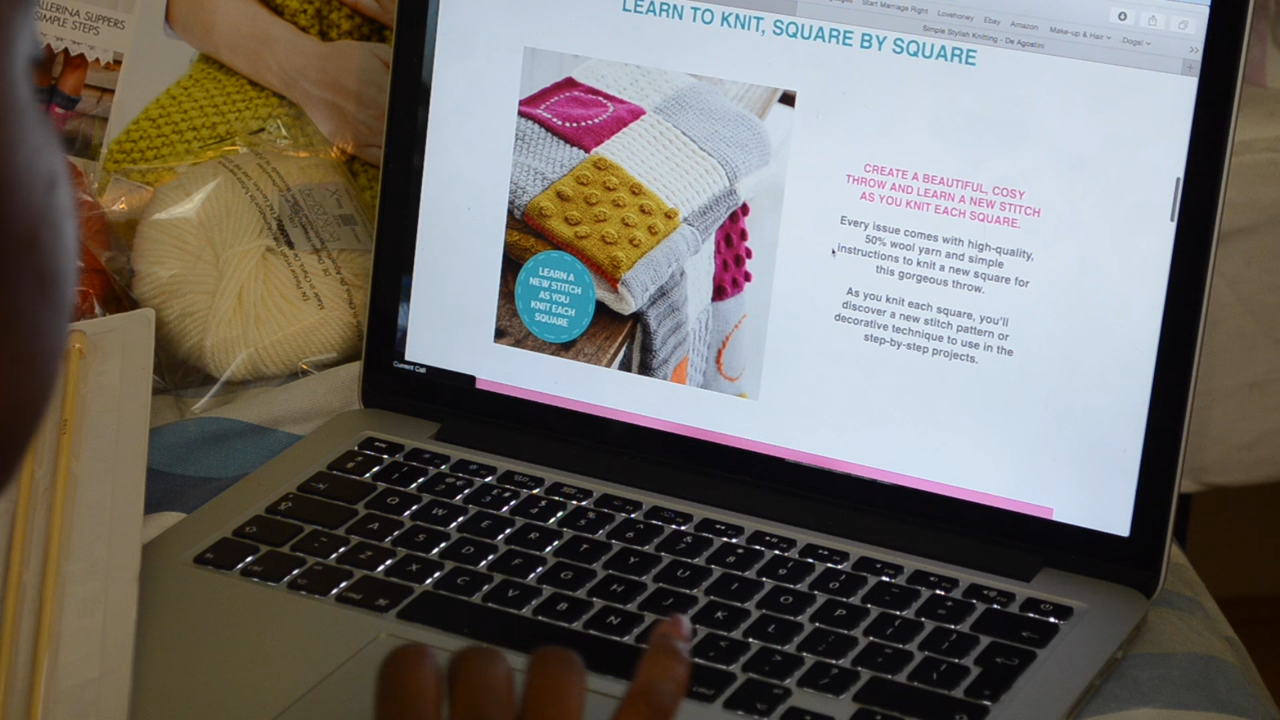 ALLERINA SLIPPERS
SIMPLE STEPS
Start Marriage Right Lovehoney Ebay Amazon Make-up & Hair Dogs!
Simple Stylish Knitting - De Agostini
LEARN TO KNIT, SQUARE BY SQUARE
LEARN A
NEW STITCH
AS YOU
KNIT EACH
SQUARE
CREATE A BEAUTIFUL, COSY
THROW AND LEARN A NEW STITCH
AS YOU KNIT EACH SQUARE.
Every issue comes with high-quality,
50% wool yarn and simple
instructions to knit a new square for
this gorgeous throw.
As you knit each square, you'll
discover a new stitch pattern or
decorative technique to use in the
step-by-step projects.
Current Call
Q W E R T Y U I O P
A S D F G H J K L
Z X C V B N